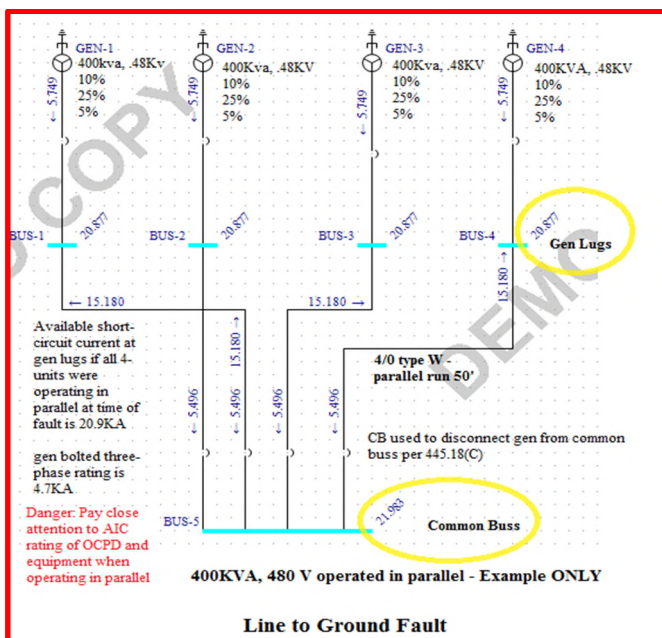 GEN-1
400kva, .48Kv
10%
25%
5%
← 5.749
GEN-2
400Kva, .48KV
10%
25%
5%
← 5.749
GEN-3
400Kva, .48KV
10%
25%
5%
← 5.749
GEN-4
400KVA, .48KV
10%
25%
5%
← 5.749
BUS-1
20.877
BUS-2
20.877
BUS-3
20.877
BUS-4
20.877
Gen Lugs
← 15.180
15.180 →
15.180 →
15.180 →
Available short-
circuit current at
gen lugs if all 4-
units were
operating in
parallel at time of
fault is 20.9KA
gen bolted three-
phase rating is
4.7KA
Danger: Pay close
attention to AIC
rating of OCPD and
equipment when
operating in parallel
4/0 type W -
parallel run 50'
← 5.496
← 5.496
← 5.496
← 5.496
CB used to disconnect gen from common
buss per 445.18(C)
BUS-5
21.983
Common Buss
400KVA, 480 V operated in parallel - Example ONLY
Line to Ground Fault
COPY
DEMO